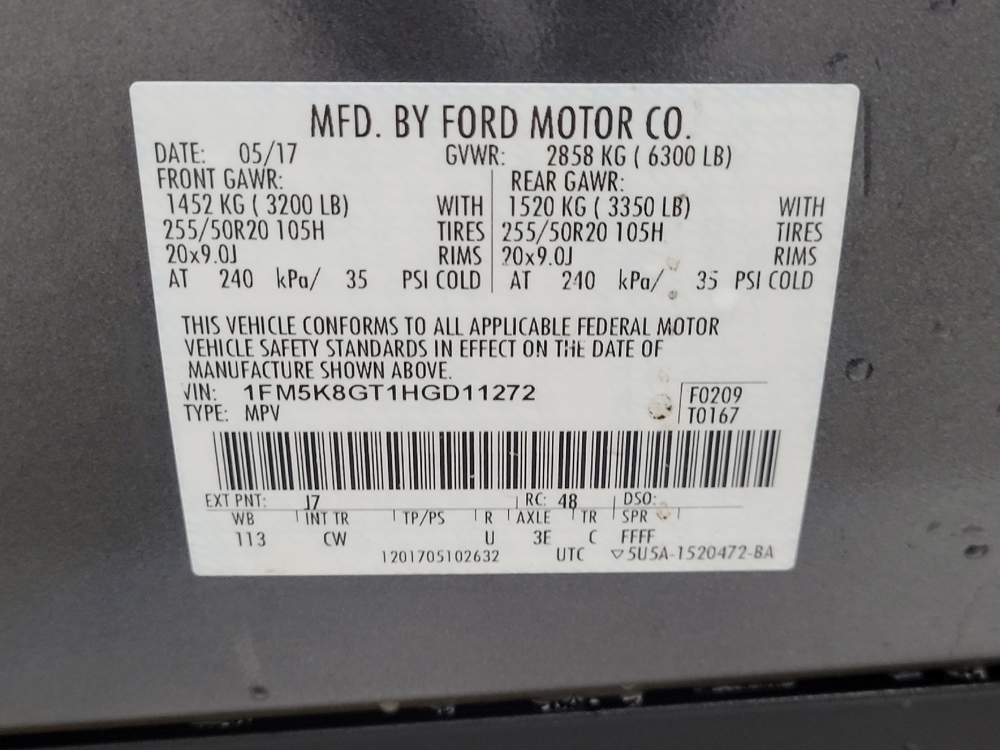 MFD. BY FORD MOTOR CO.
DATE: 05/17 GVWR: 2858 KG ( 6300 LB)
FRONT GAWR: REAR GAWR:
1452 KG ( 3200 LB) WITH 1520 KG ( 3350 LB) WITH
255/50R20 105H TIRES 255/50R20 105H TIRES
20x9.0J RIMS 20x9.0J RIMS
AT 240 kPa/ 35 PSI COLD AT 240 kPa/ 35 PSI COLD
THIS VEHICLE CONFORMS TO ALL APPLICABLE FEDERAL MOTOR
VEHICLE SAFETY STANDARDS IN EFFECT ON THE DATE OF
MANUFACTURE SHOWN ABOVE.
VIN: 1FM5K8GT1HGD11272 F0209
TYPE: MPV T0167
EXT PNT: J7 RC: 48 DSO:
WB INT TR TP/PS R AXLE TR SPR
113 CW U 3E C FFFF
1201705102632 UTC ▽5U5A-1520472-BA